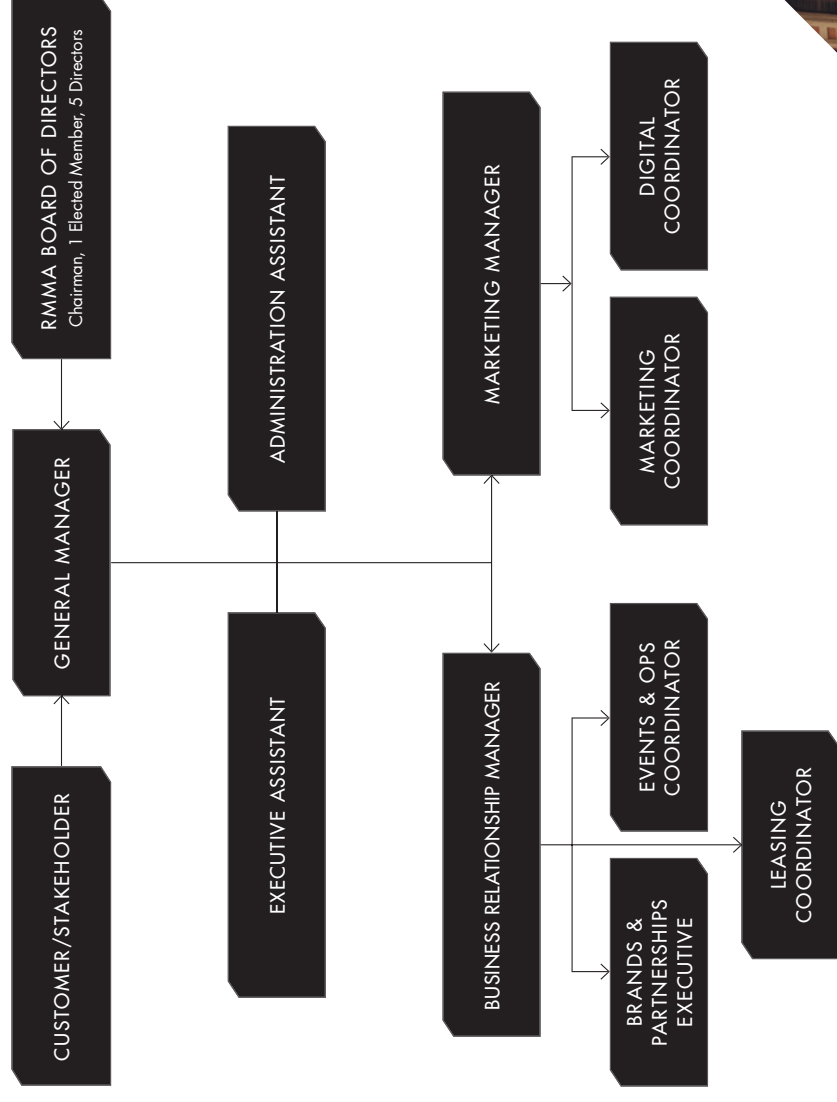 CUSTOMER/STAKEHOLDER
GENERAL MANAGER
RMMA BOARD OF DIRECTORS
Chairman, 1 Elected Member, 5 Directors
EXECUTIVE ASSISTANT
ADMINISTRATION ASSISTANT
BUSINESS RELATIONSHIP MANAGER
MARKETING MANAGER
BRANDS &
PARTNERSHIPS
EXECUTIVE
EVENTS & OPS
COORDINATOR
MARKETING
COORDINATOR
DIGITAL
COORDINATOR
LEASING
COORDINATOR